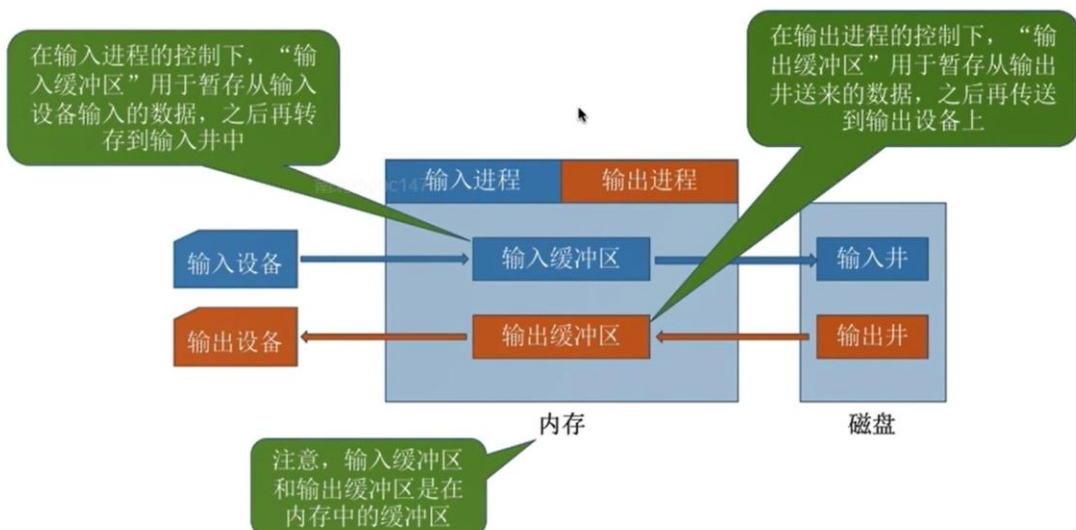 在输入进程的控制下，“输
入缓冲区”用于暂存从输入
设备输入的数据，之后再转
存到输入井中
在输出进程的控制下，“输
出缓冲区”用于暂存从输出
井送来的数据，之后再传送
到输出设备上
输入进程
输出进程
输入设备
输入缓冲区
输入井
输出设备
输出缓冲区
输出井
内存
磁盘
注意，输入缓冲区
和输出缓冲区是在
内存中的缓冲区